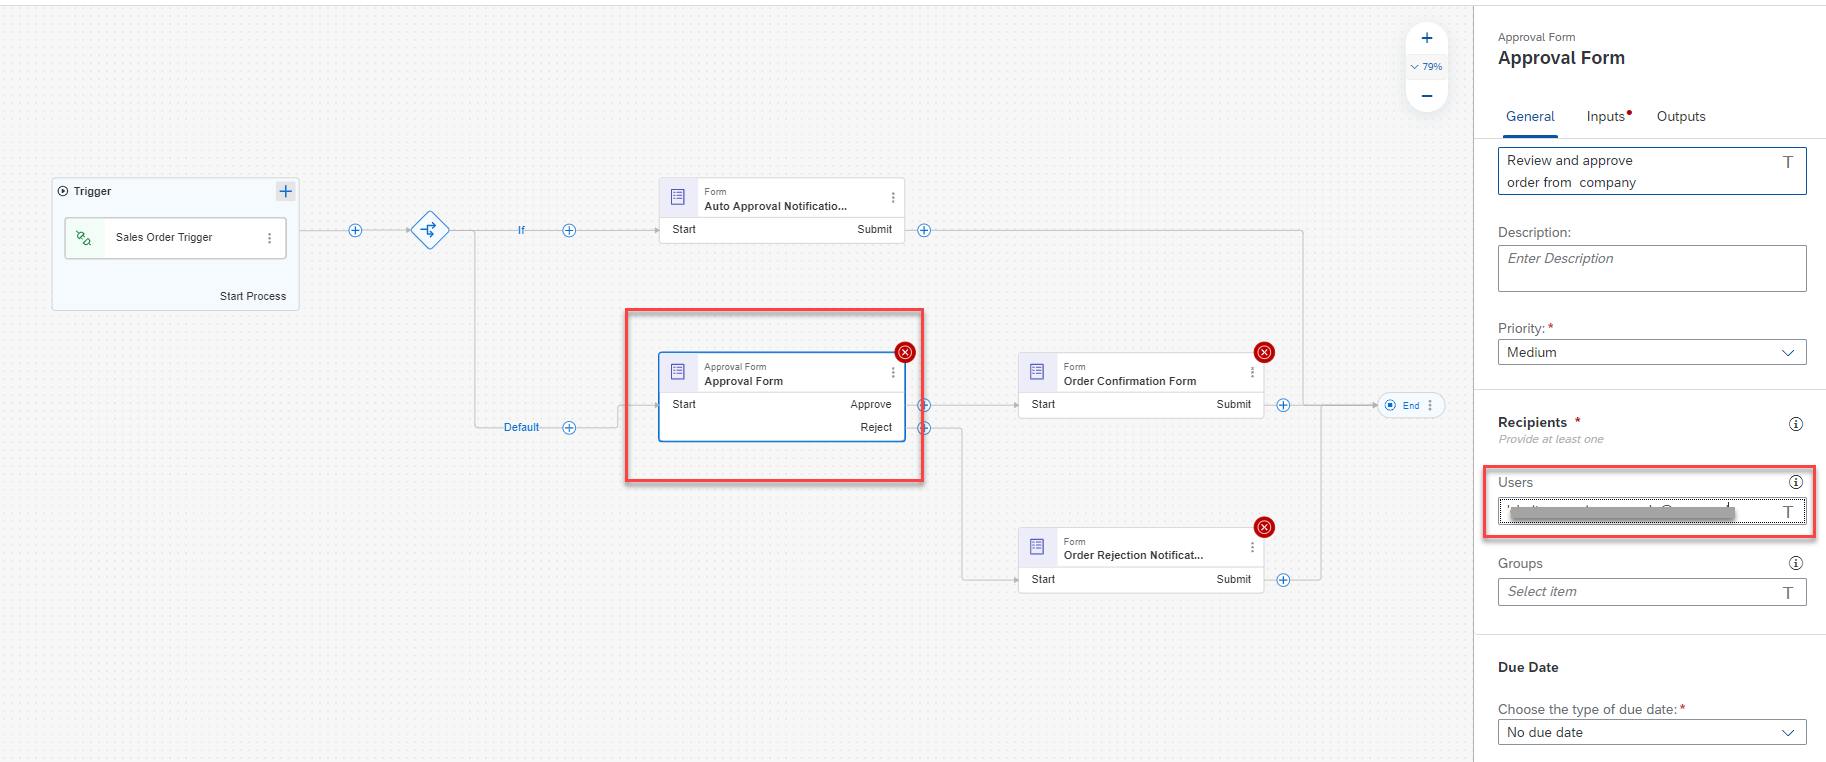 Trigger
Sales Order Trigger
Start Process
If
Default
Form
Auto Approval Notificatio...
Start
Submit
Approval Form
Approval Form
Start
Approve
Reject
Form
Order Confirmation Form
Start
Submit
Form
Order Rejection Notificat...
Start
Submit
End
79%
Approval Form
Approval Form
General
Inputs
Outputs
Review and approve
order from company
T
Description:
Enter Description
Priority: *
Medium
Recipients *
Provide at least one
Users
T
Groups
Select item
T
Due Date
Choose the type of due date: *
No due date